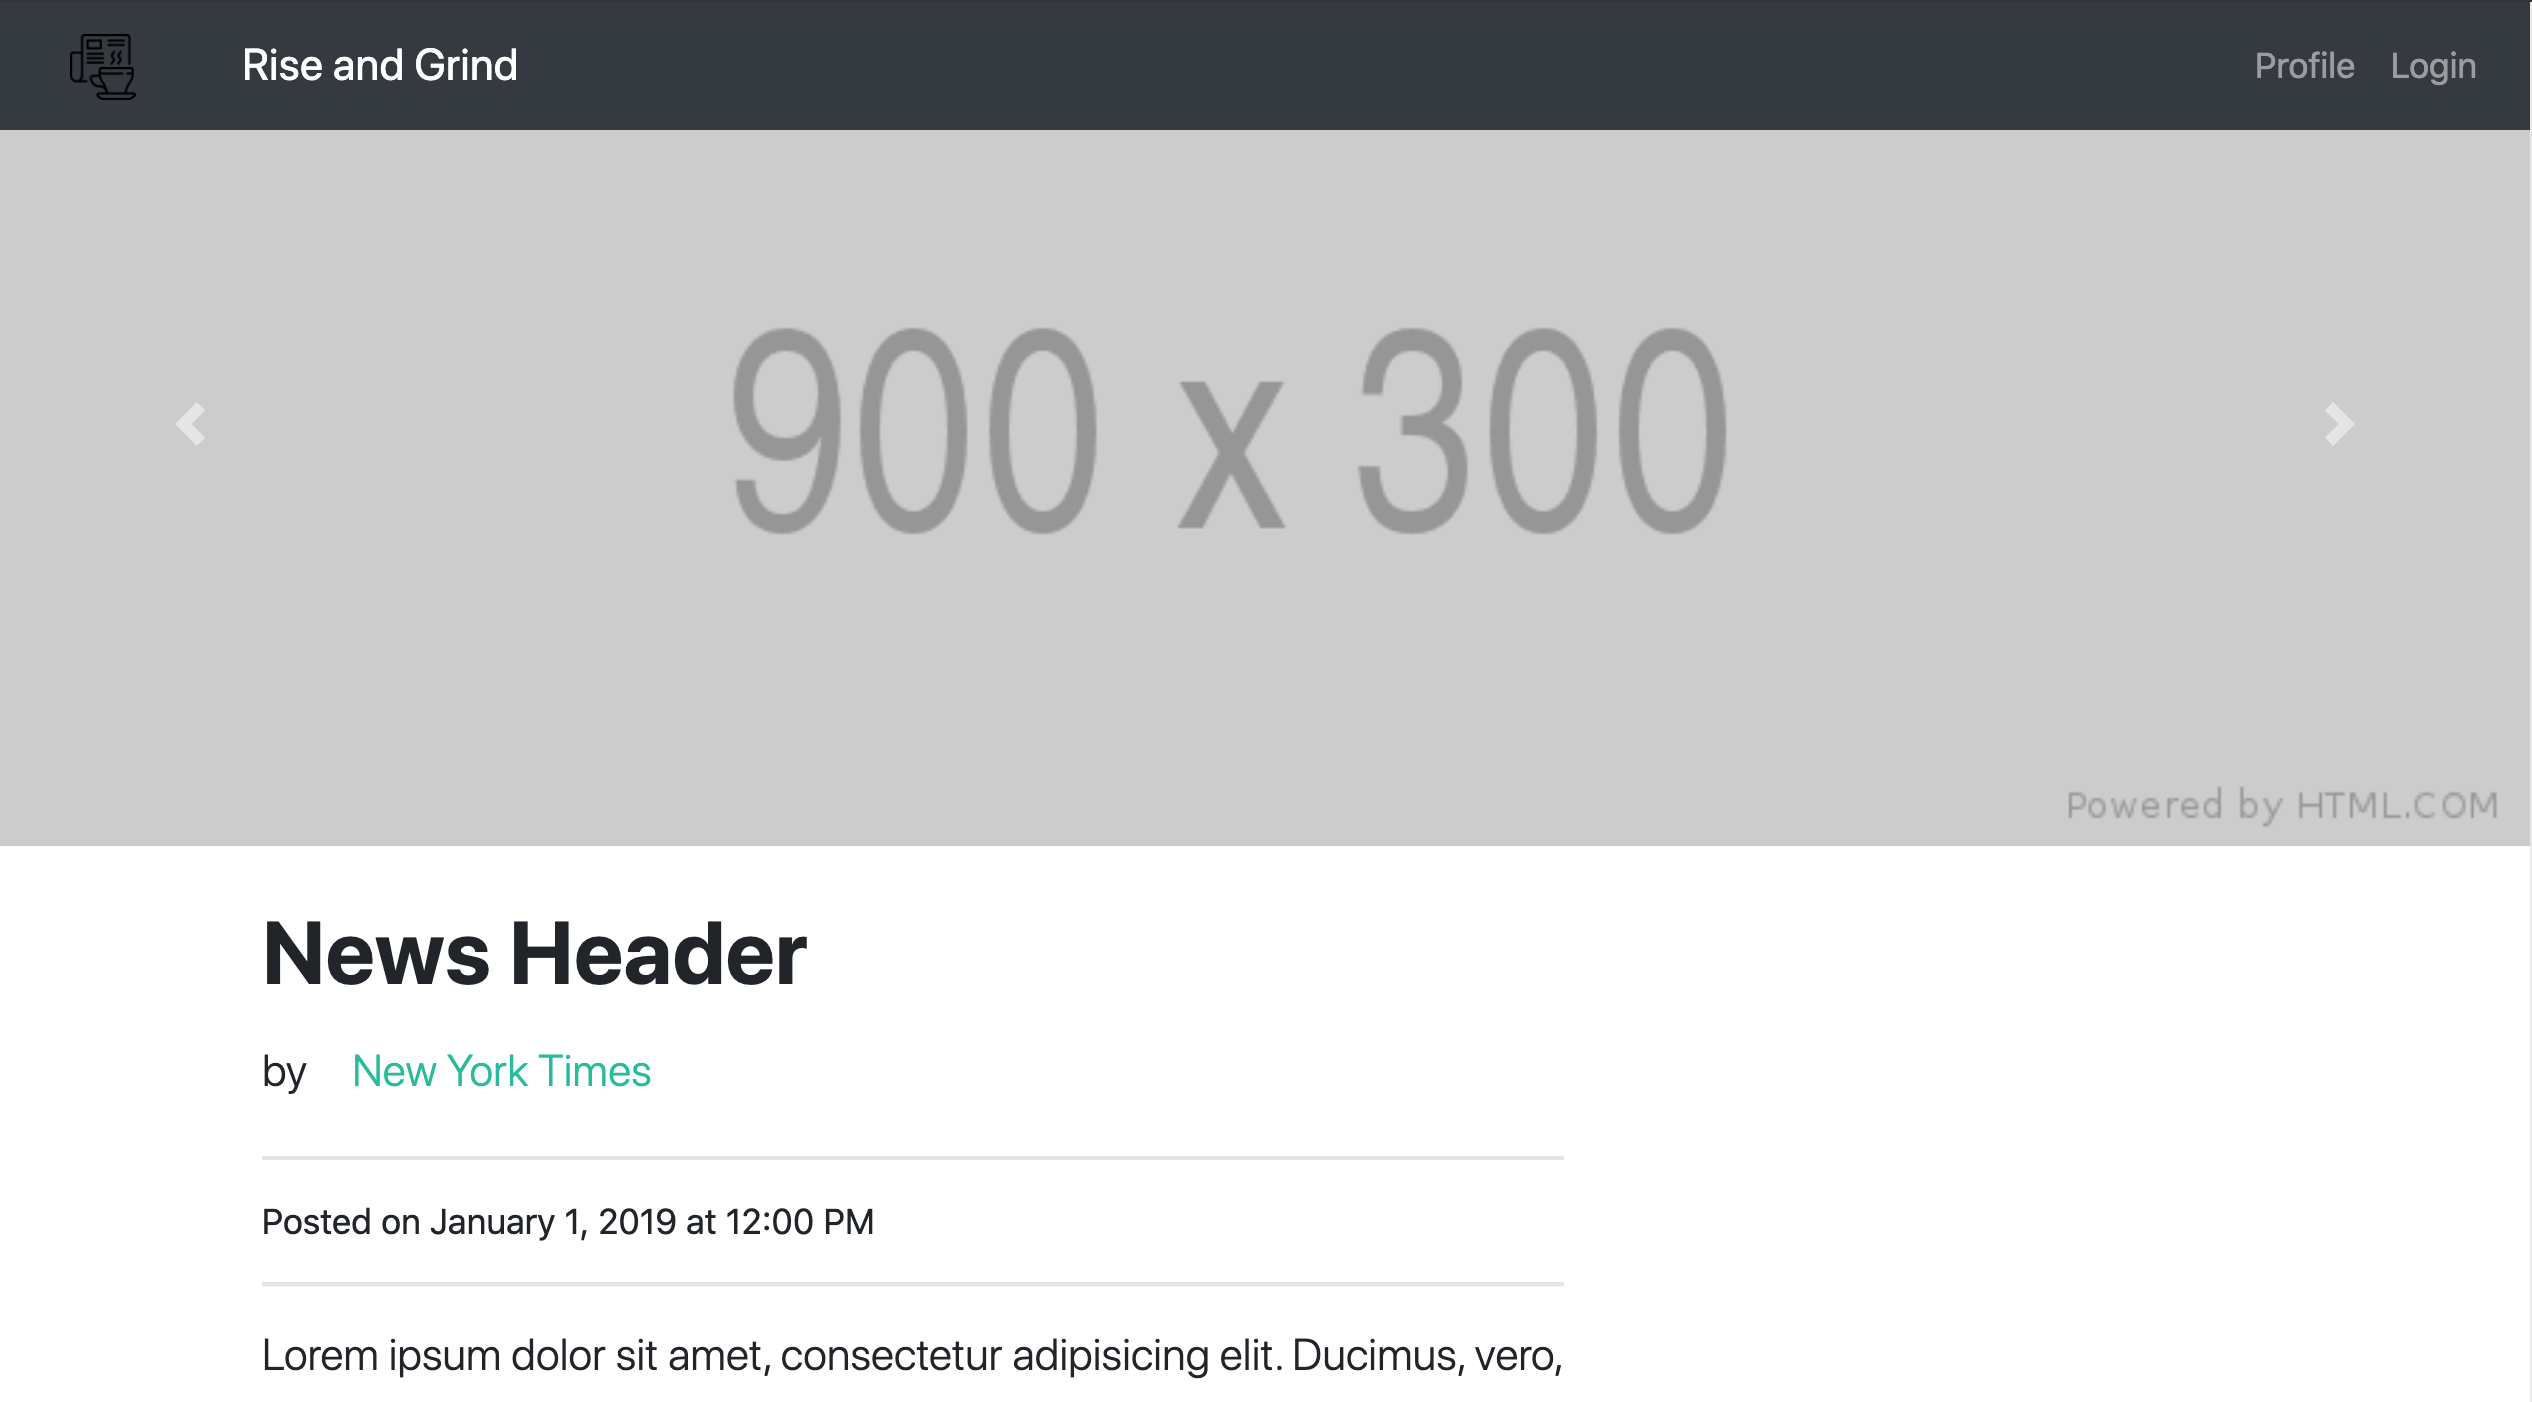 Rise and Grind
Profile
Login
900 x 300
Powered by HTML.COM
News Header
by New York Times
Posted on January 1, 2019 at 12:00 PM
Lorem ipsum dolor sit amet, consectetur adipisicing elit. Ducimus, vero,